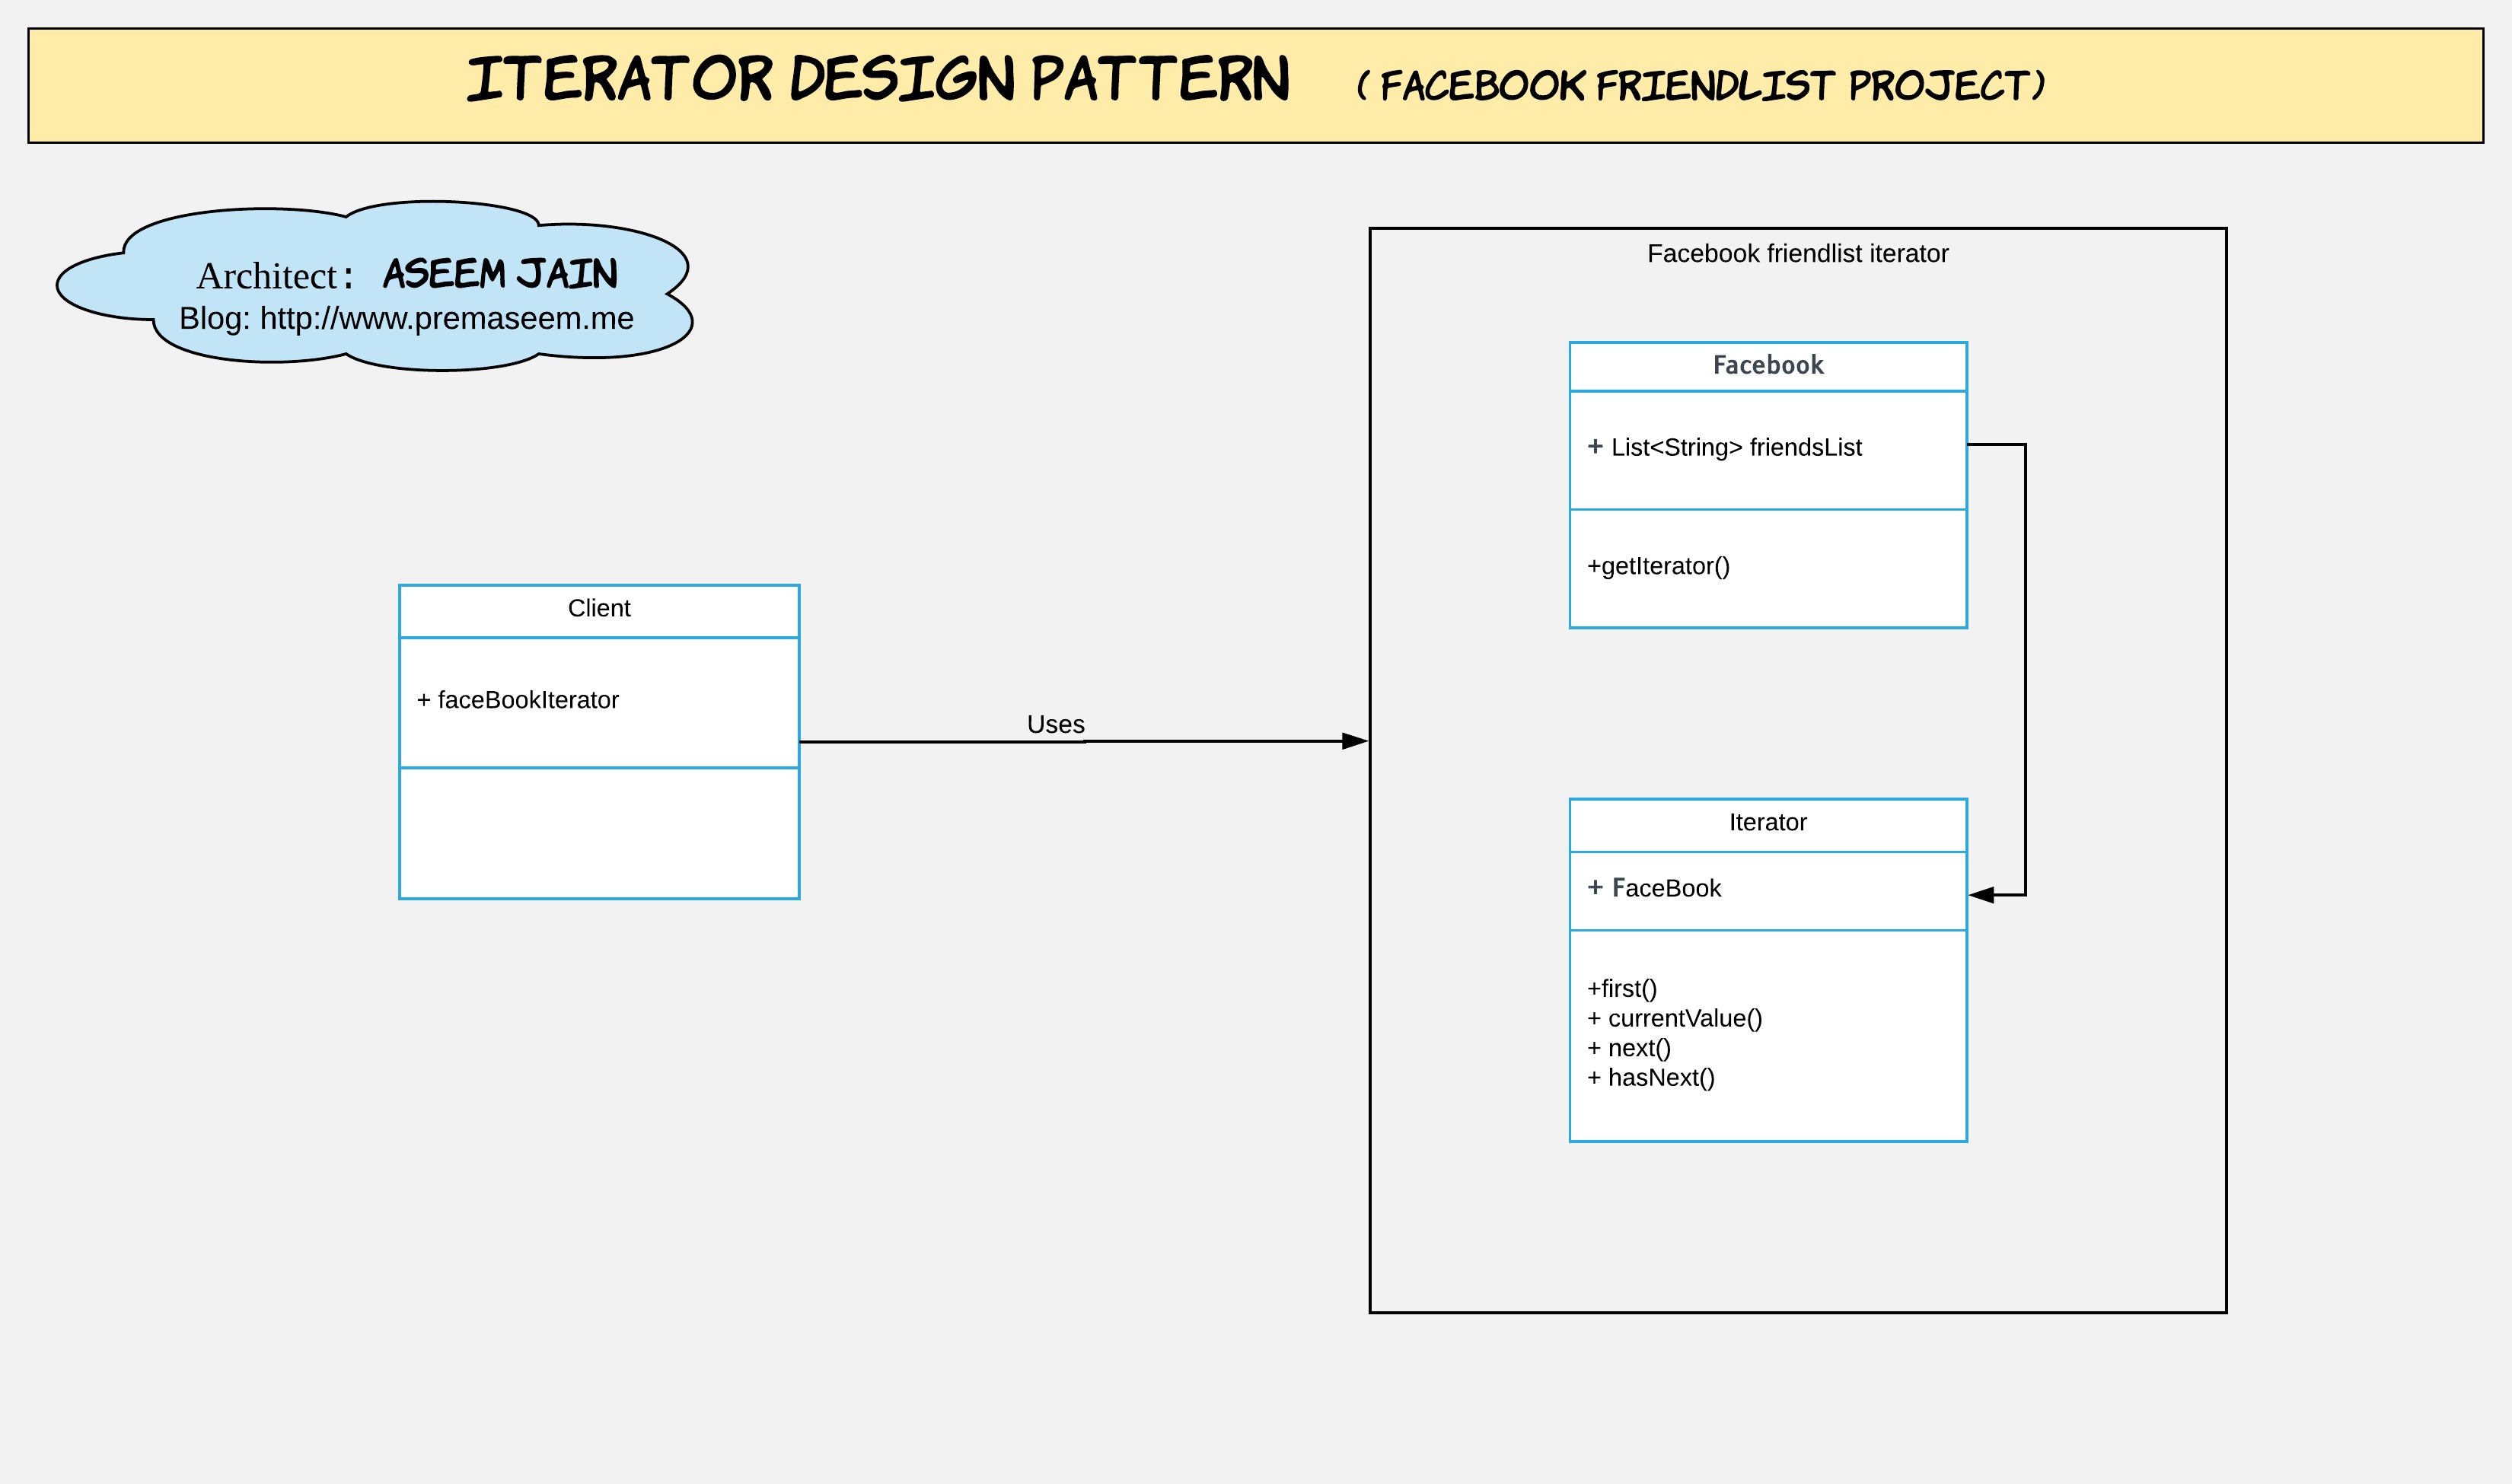 ITERATOR DESIGN PATTERN ( FACEBOOK FRIENDLIST PROJECT)
Architect: ASEEM JAIN
Blog: http://www.premaseem.me
Facebook friendlist iterator
Facebook
+ List<String> friendsList
+getIterator()
Client
+ faceBookIterator
Uses
Iterator
+ FaceBook
+first()
+ currentValue()
+ next()
+ hasNext()